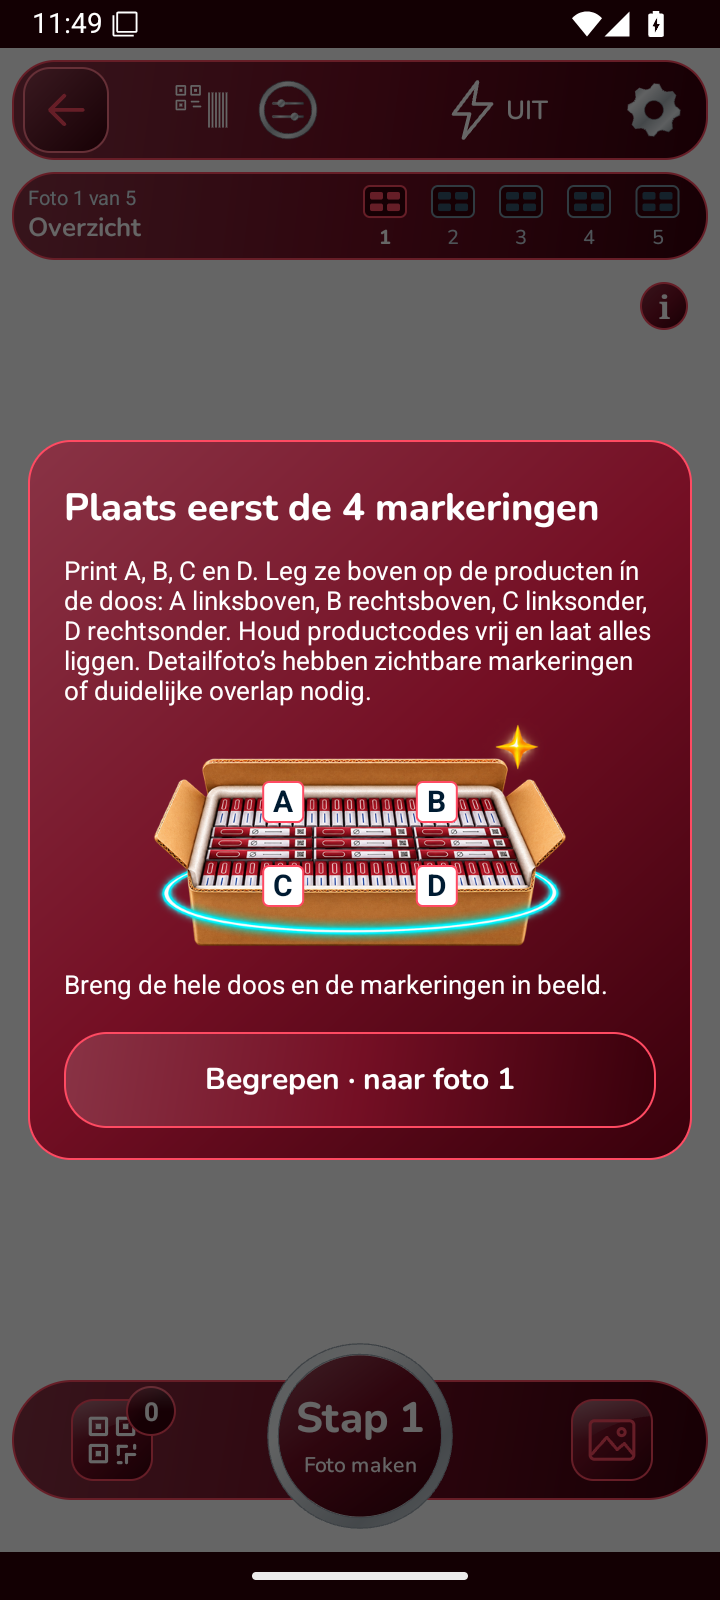 11:49
UIT
Foto 1 van 5
Overzicht
1 2 3 4 5
i
Plaats eerst de 4 markeringen
Print A, B, C en D. Leg ze boven op de producten ín
de doos: A linksboven, B rechtsboven, C linksonder,
D rechtsonder. Houd productcodes vrij en laat alles
liggen. Detailfoto’s hebben zichtbare markeringen
of duidelijke overlap nodig.
A B
C D
Breng de hele doos en de markeringen in beeld.
Begrepen · naar foto 1
0
Stap 1
Foto maken